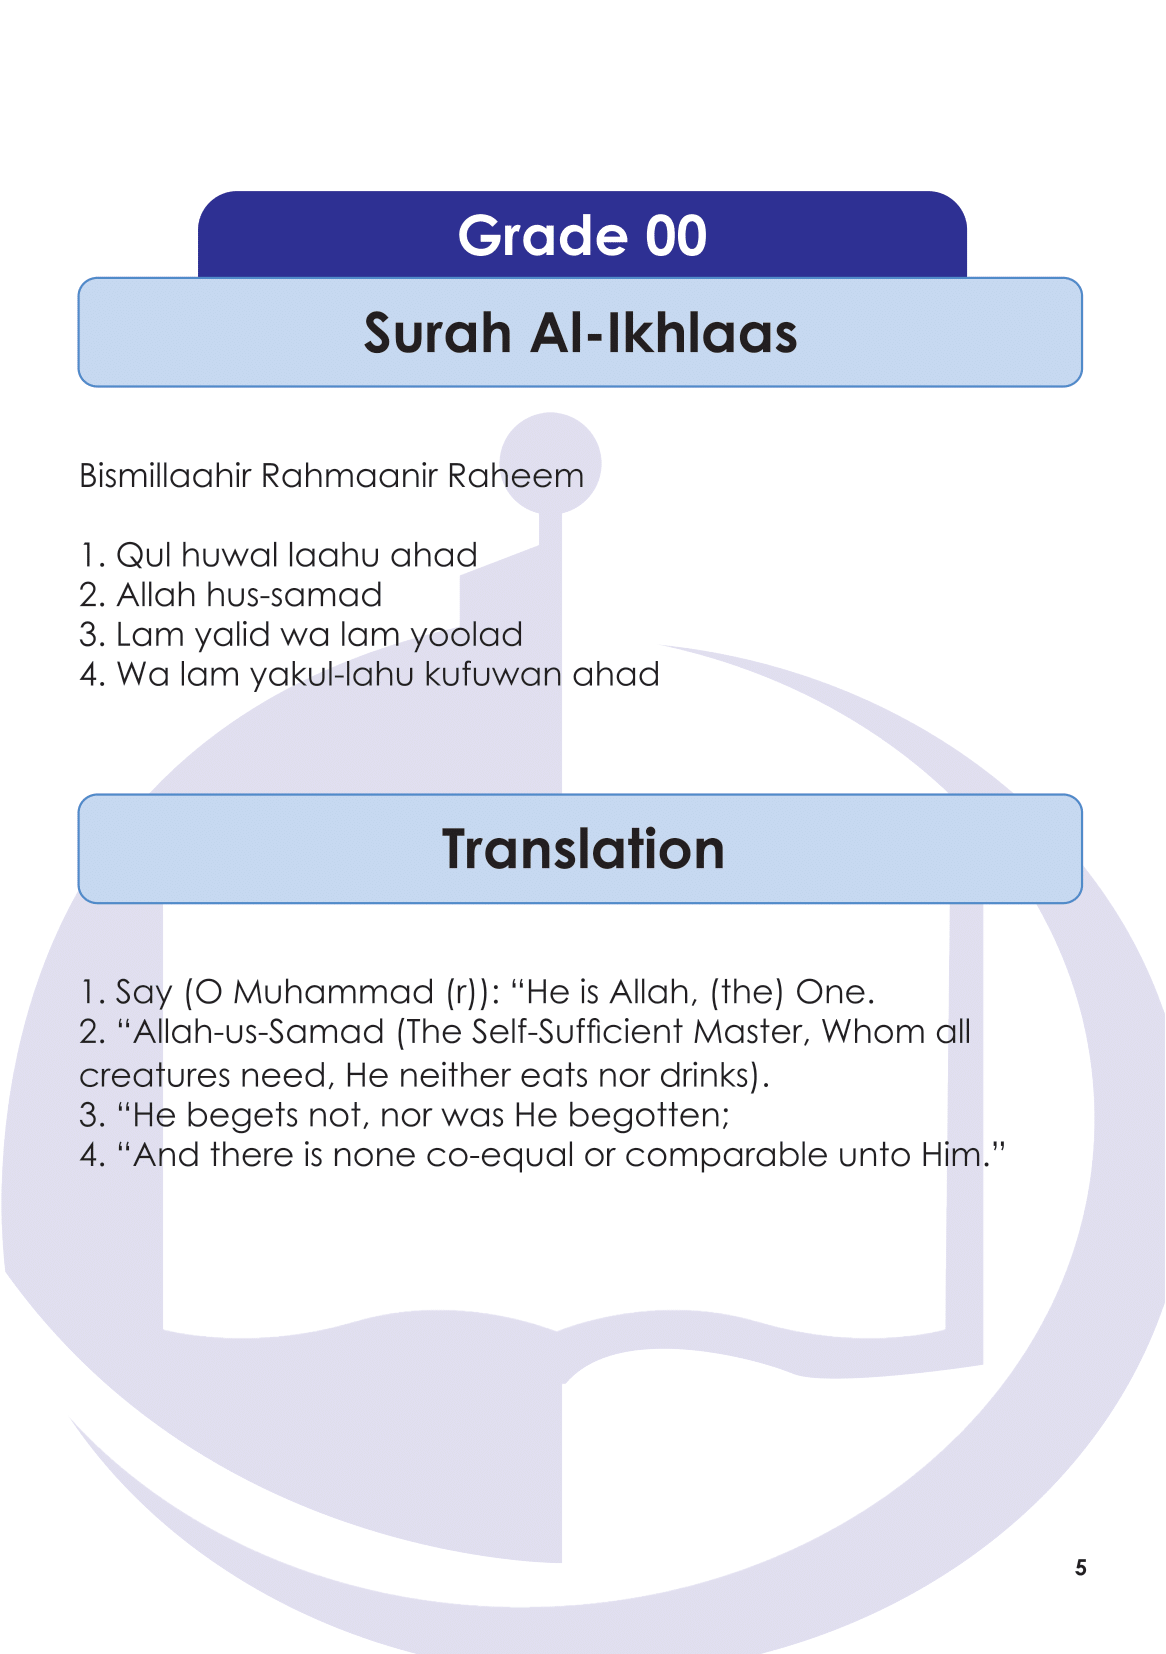 Grade 00
Surah Al-Ikhlaas
Bismillaahir Rahmaanir Raheem
1. Qul huwal laahu ahad
2. Allah hus-samad
3. Lam yalid wa lam yoolad
4. Wa lam yakul-lahu kufuwan ahad
Translation
1. Say (O Muhammad (r)): “He is Allah, (the) One.
2. “Allah-us-Samad (The Self-Sufficient Master, Whom all
creatures need, He neither eats nor drinks).
3. “He begets not, nor was He begotten;
4. “And there is none co-equal or comparable unto Him.”
5